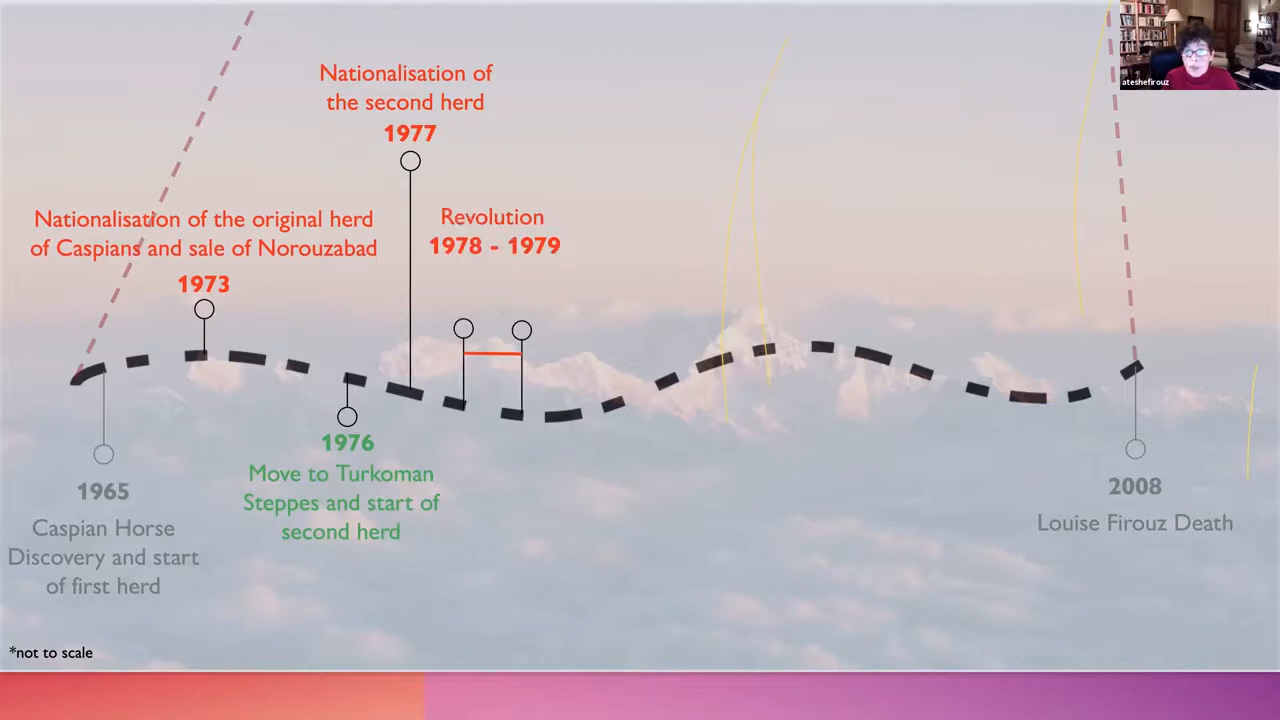 ateshefirouz
Nationalisation of
the second herd
1977
Nationalisation of the original herd
of Caspians and sale of Norouzabad
1973
Revolution
1978 - 1979
1976
Move to Turkoman
Steppes and start of
second herd
1965
Caspian Horse
Discovery and start
of first herd
2008
Louise Firouz Death
*not to scale